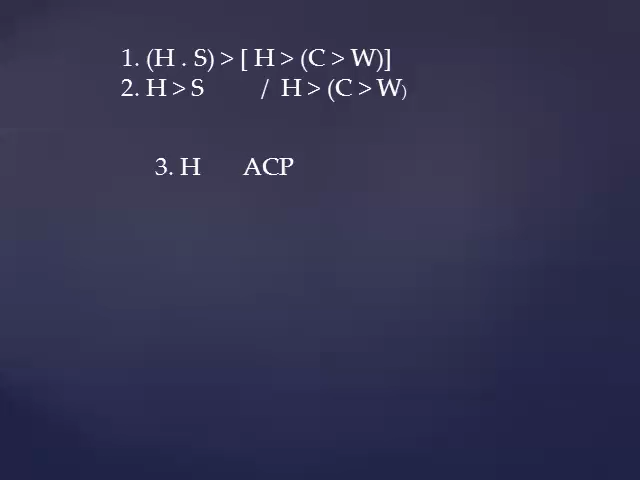 1. (H . S) > [ H > (C > W)]
2. H > S / H > (C > W)
3. H ACP